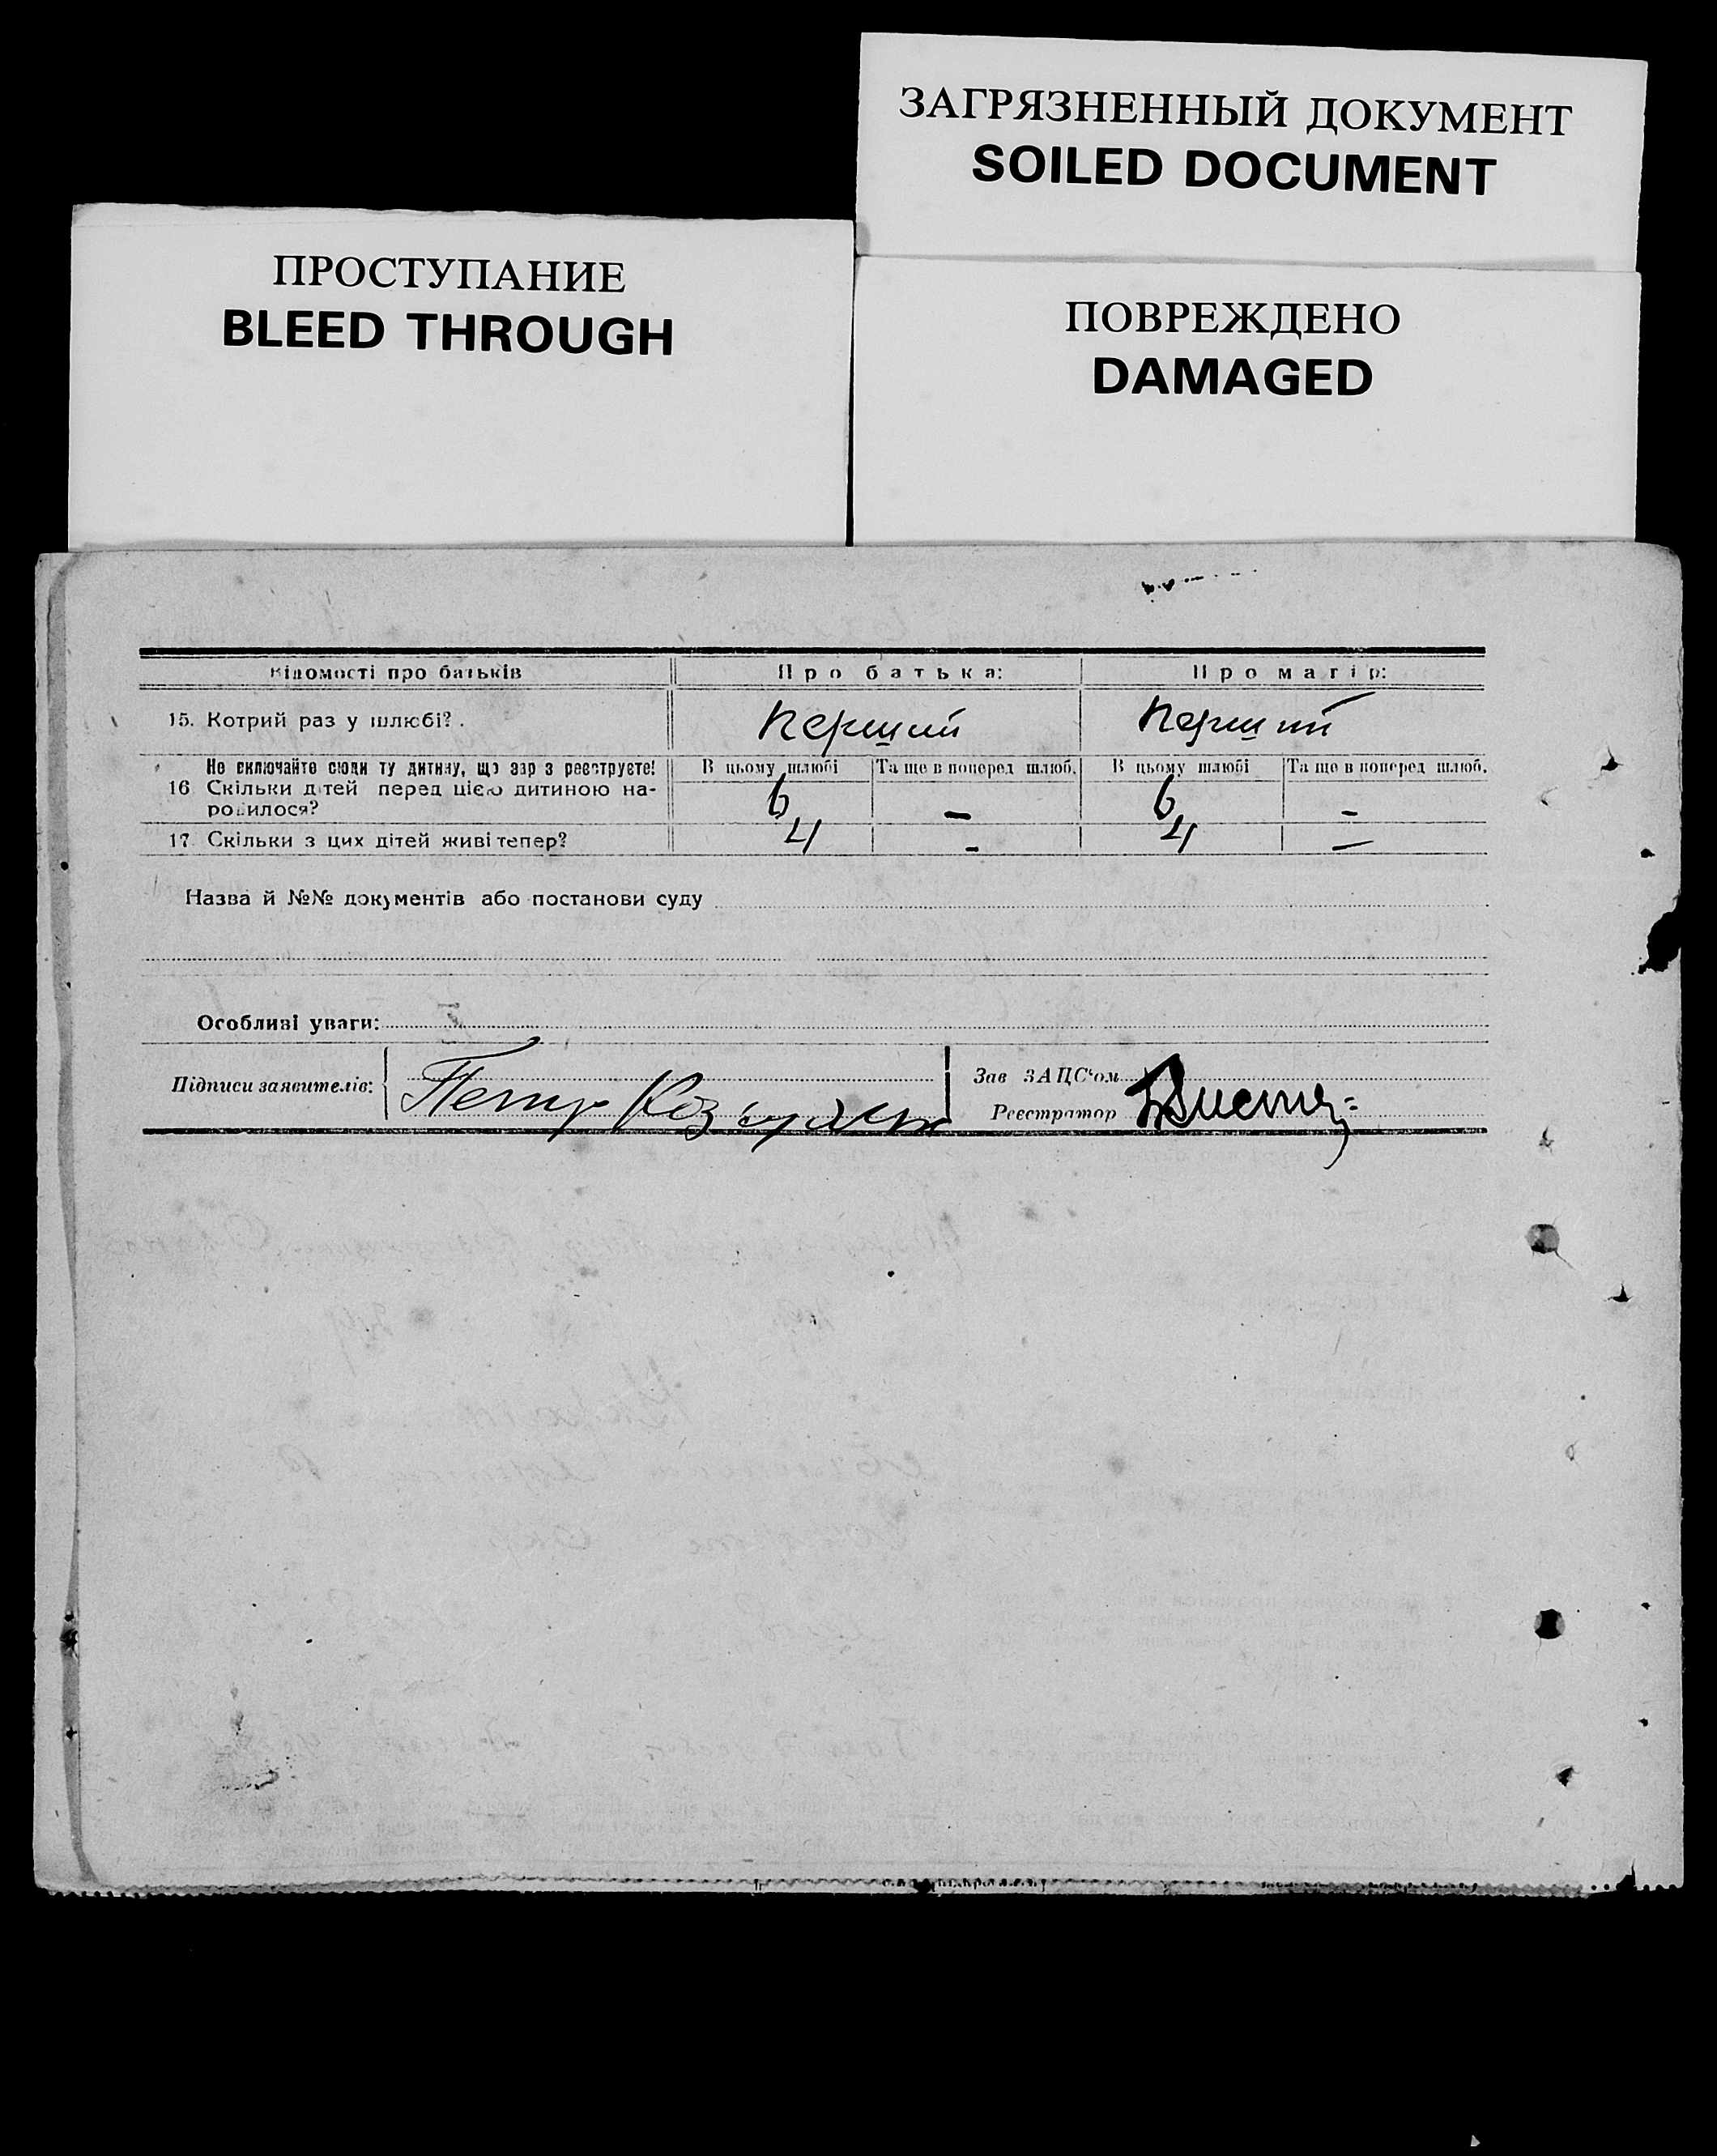 ЗАГРЯЗНЕННЫЙ ДОКУМЕНТ
SOILED DOCUMENT
ПРОСТУПАНИЕ
BLEED THROUGH
ПОВРЕЖДЕНО
DAMAGED
Відомості про батьків Про батька: Про матір:
15. Котрий раз у шлюбі? . перший перший
Не включайте сюди ту дитину, що зар з реєструєте! В цьому шлюбі Та ще в поперед шлюб. В цьому шлюбі Та ще в поперед шлюб.
16 Скільки дітей перед цією дитиною на-
родилося? 6 – 6 –
17 Скільки з цих дітей живі тепер? 4 – 4 –
Назва й №№ документів або постанови суду
Особливі уваги:
Підписи заявителів: Петр Зав ЗАЦС'ом
Реєстратор